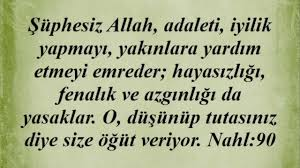 Şüphesiz Allah, adaleti, iyilik
yapmayı, yakınlara yardım
etmeyi emreder; hayasızlığı,
fenalık ve azgınlığı da
yasaklar. O, düşünüp tutasınız
diye size öğüt veriyor. Nahl:90